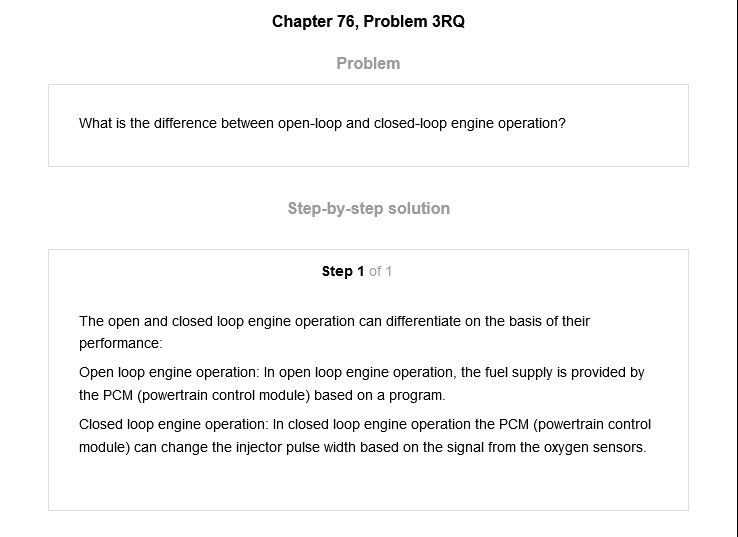 Chapter 76, Problem 3RQ
Problem
What is the difference between open-loop and closed-loop engine operation?
Step-by-step solution
Step 1 of 1
The open and closed loop engine operation can differentiate on the basis of their
performance:
Open loop engine operation: In open loop engine operation, the fuel supply is provided by
the PCM (powertrain control module) based on a program.
Closed loop engine operation: In closed loop engine operation the PCM (powertrain control
module) can change the injector pulse width based on the signal from the oxygen sensors.